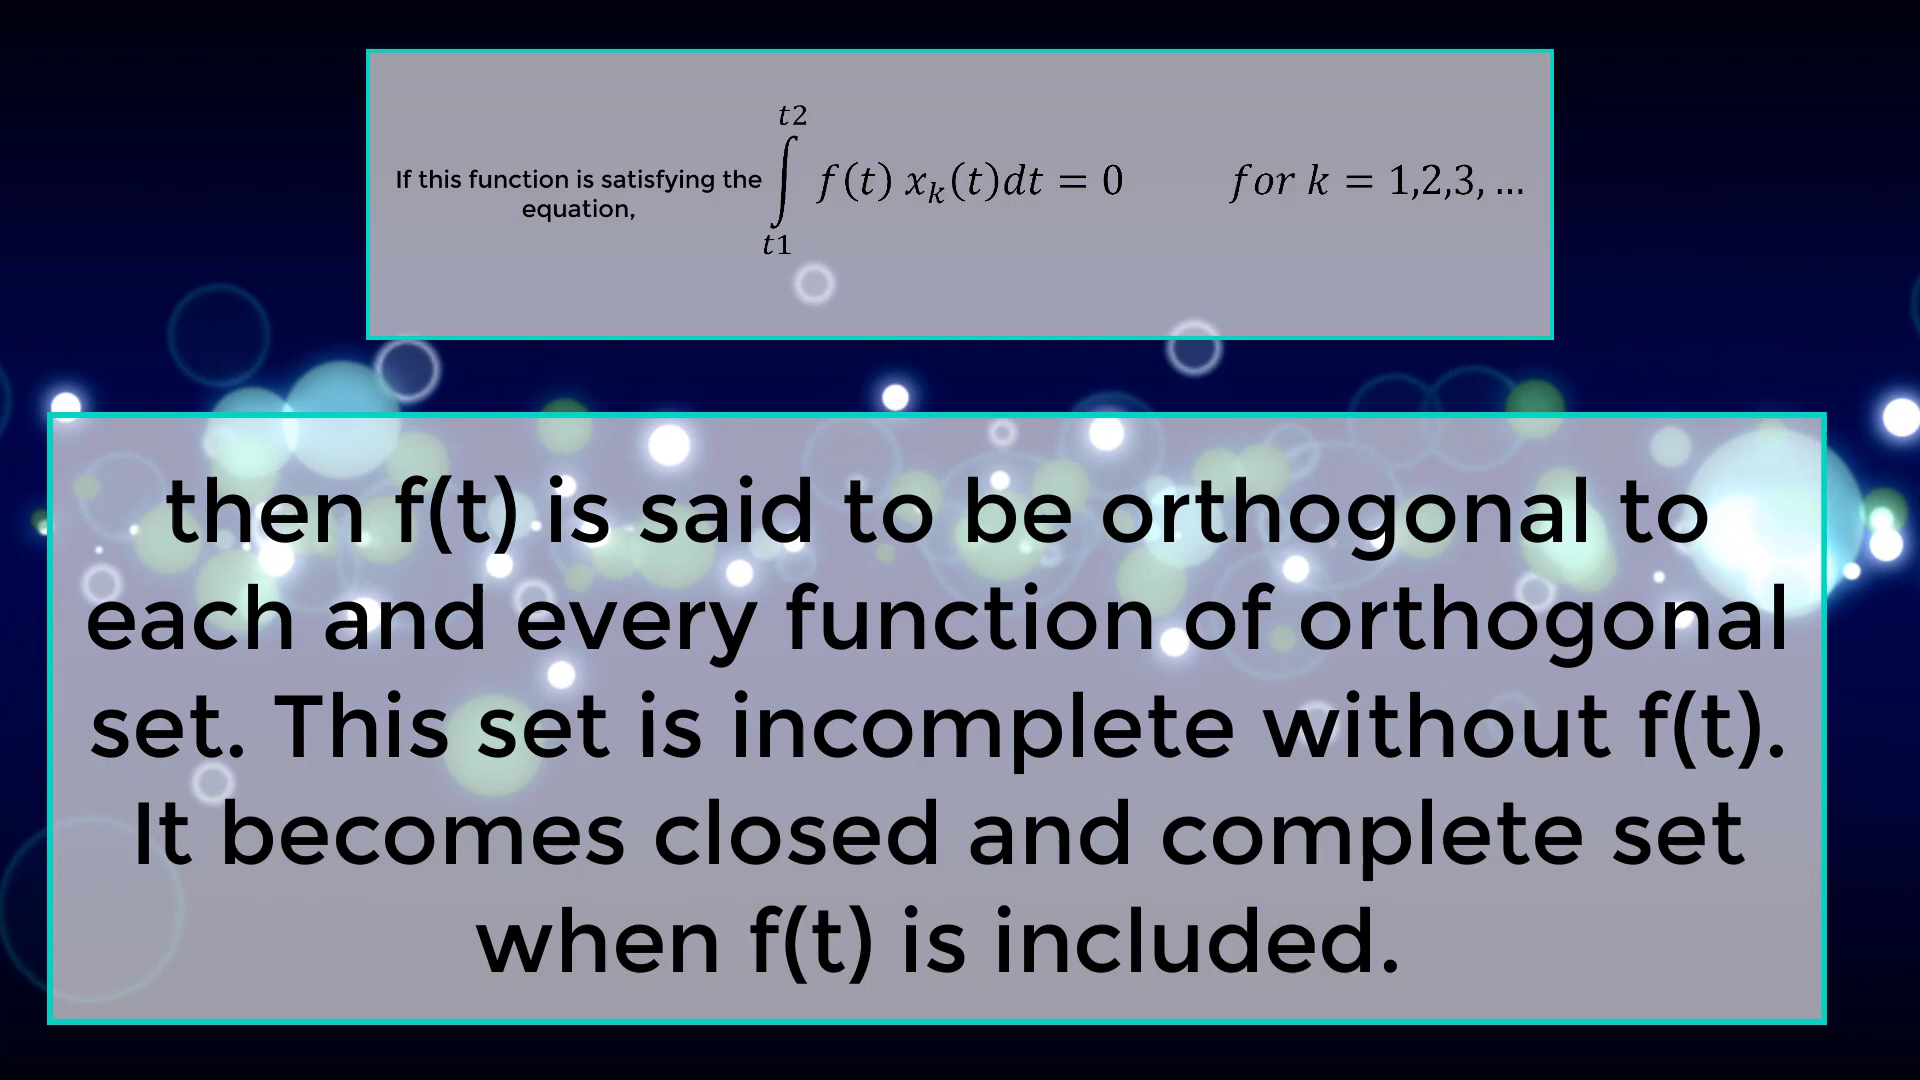 If this function is satisfying the
equation,
t2
∫ f(t) xₖ(t)dt = 0 for k = 1,2,3, ...
t1
then f(t) is said to be orthogonal to
each and every function of orthogonal
set. This set is incomplete without f(t).
It becomes closed and complete set
when f(t) is included.